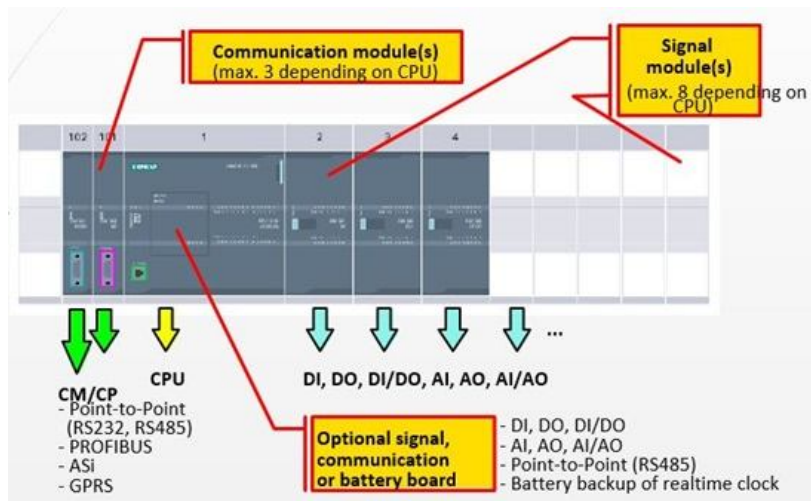 Communication module(s)
(max. 3 depending on CPU)
Signal
module(s)
(max. 8 depending on
CPU)
102 101 1 2 3 4
SIEMENS
CM/CP
- Point-to-Point
(RS232, RS485)
- PROFIBUS
- ASi
- GPRS
CPU
DI, DO, DI/DO, AI, AO, AI/AO
...
Optional signal,
communication
or battery board
- DI, DO, DI/DO
- AI, AO, AI/AO
- Point-to-Point (RS485)
- Battery backup of realtime clock